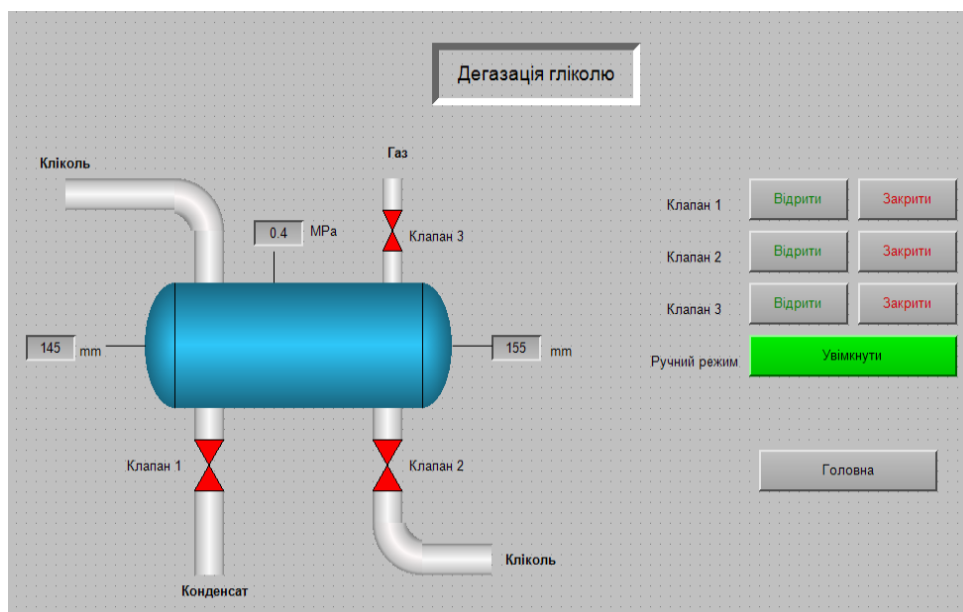 Дегазація гліколю
Кліколь
Газ
0.4 MPa
Клапан 3
145 mm
155 mm
Клапан 1
Клапан 2
Кліколь
Конденсат
Клапан 1 Відрити Закрити
Клапан 2 Відрити Закрити
Клапан 3 Відрити Закрити
Ручний режим Увімкнути
Головна